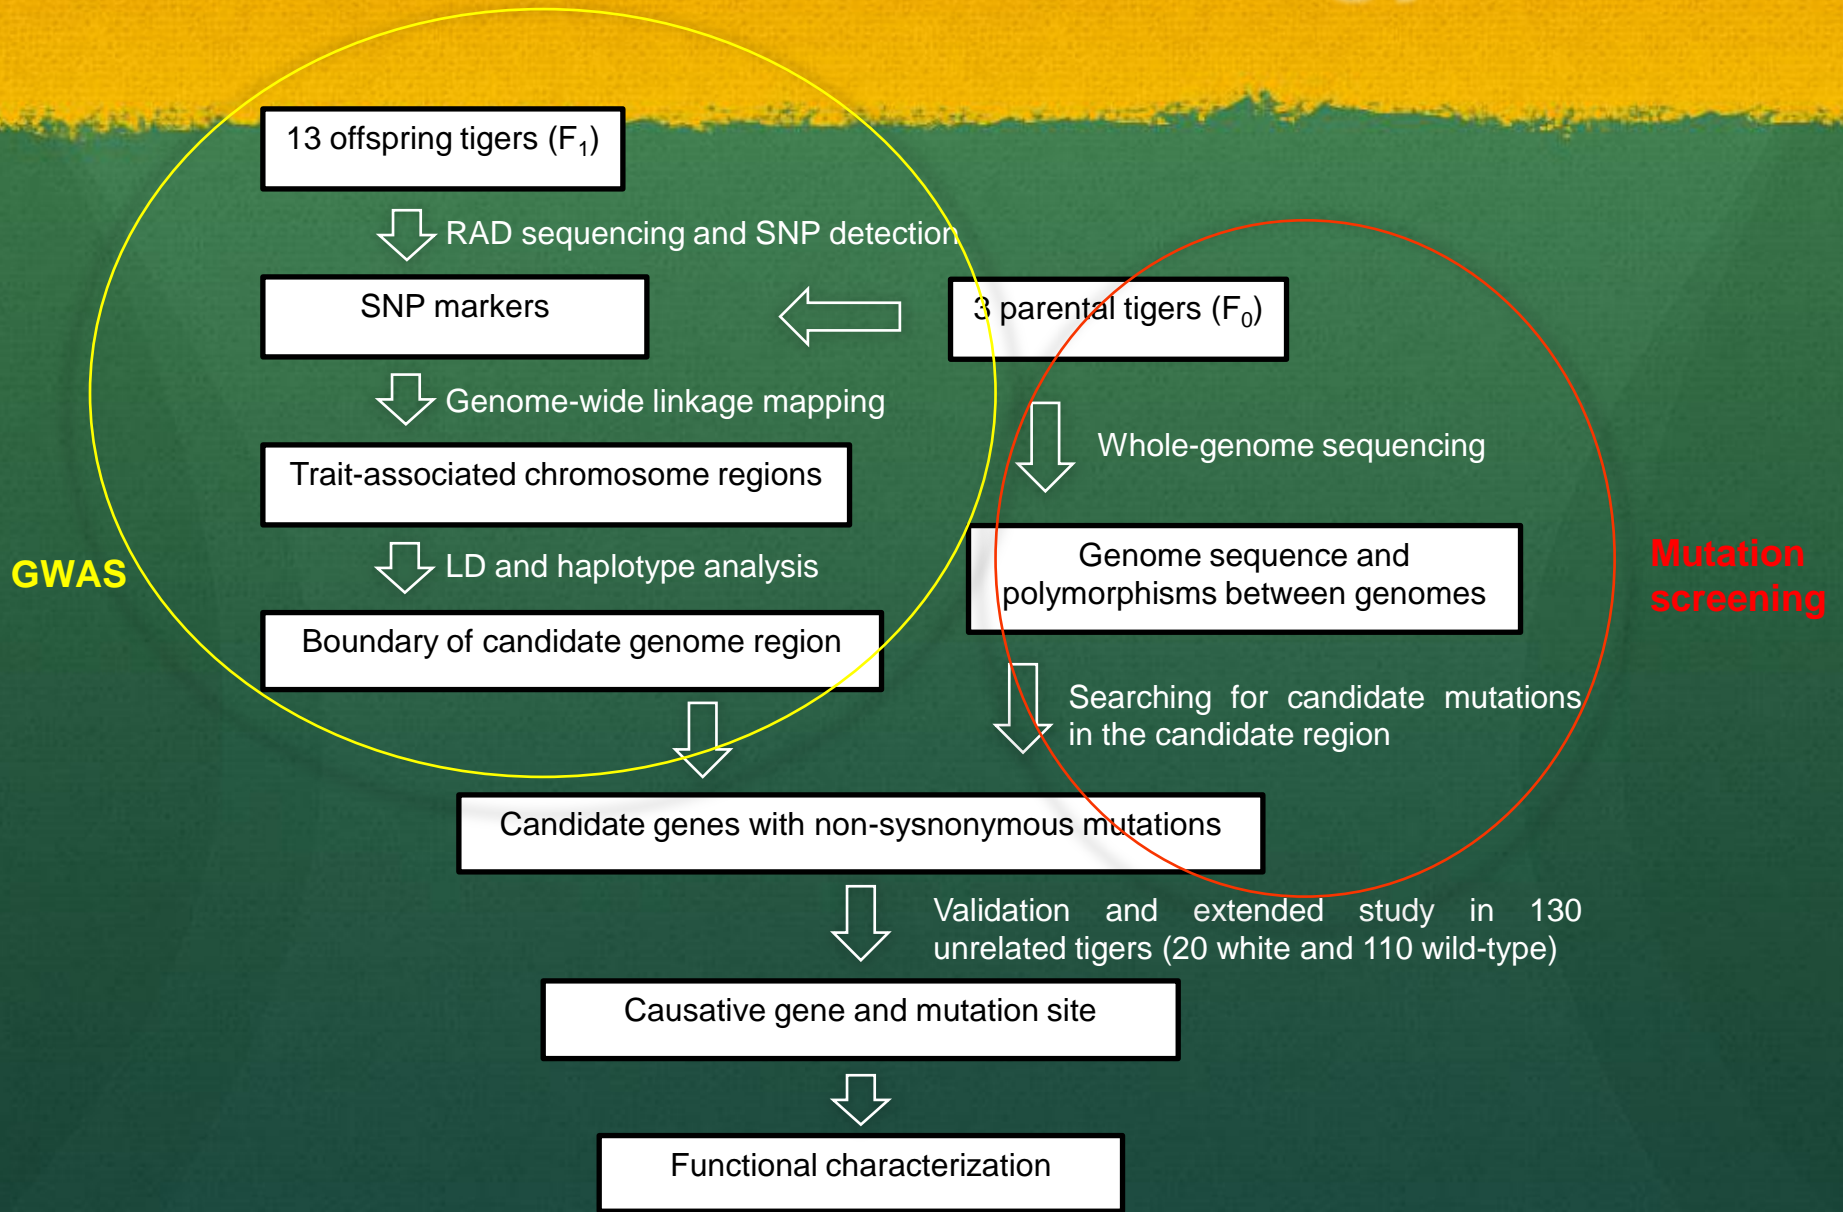 13 offspring tigers (F1)
RAD sequencing and SNP detection
SNP markers
3 parental tigers (F0)
Genome-wide linkage mapping
Whole-genome sequencing
Trait-associated chromosome regions
GWAS
LD and haplotype analysis
Genome sequence and
polymorphisms between genomes
Mutation
screening
Boundary of candidate genome region
Searching for candidate mutations
in the candidate region
Candidate genes with non-sysnonymous mutations
Validation and extended study in 130
unrelated tigers (20 white and 110 wild-type)
Causative gene and mutation site
Functional characterization